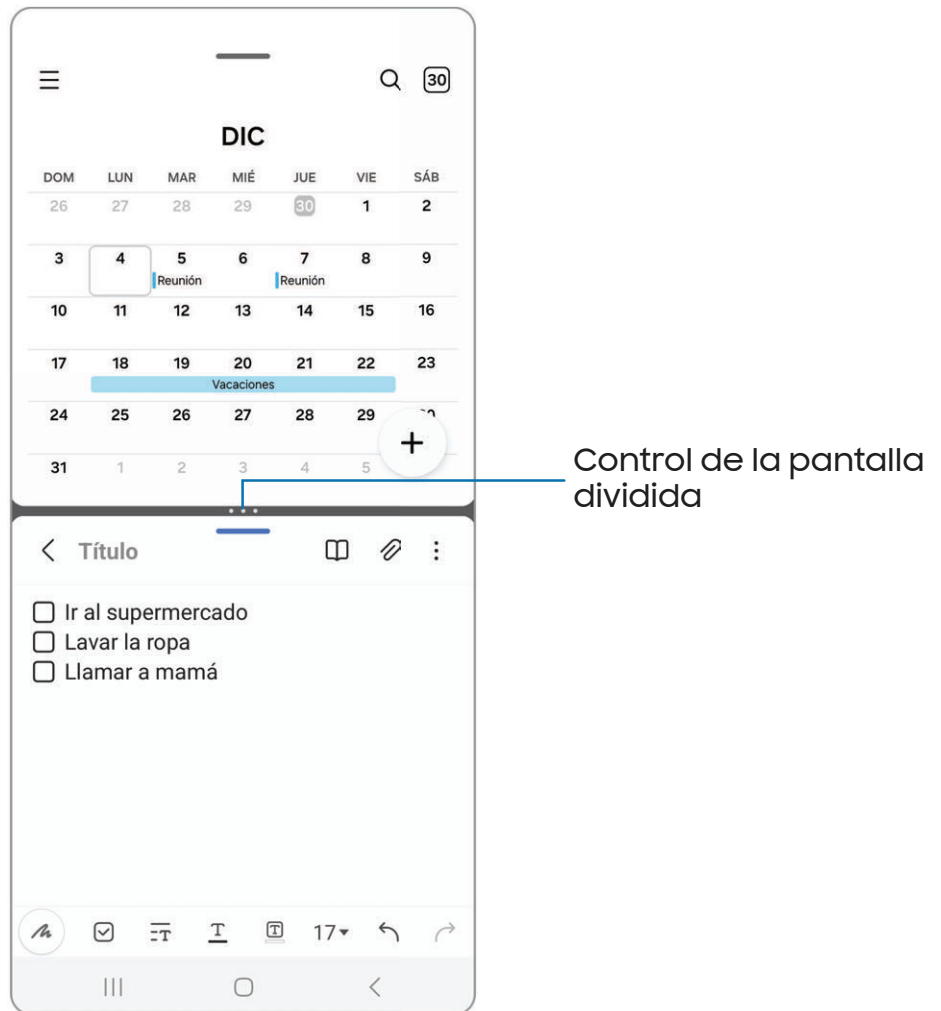 30
DIC
DOM LUN MAR MIÉ JUE VIE SÁB
26 27 28 29 30 1 2
3 4 5 6 7 8 9
Reunión Reunión
10 11 12 13 14 15 16
17 18 19 20 21 22 23
Vacaciones
24 25 26 27 28 29
31 1 2 3 4 5
Control de la pantalla
dividida
Título
Ir al supermercado
Lavar la ropa
Llamar a mamá
T T T 17